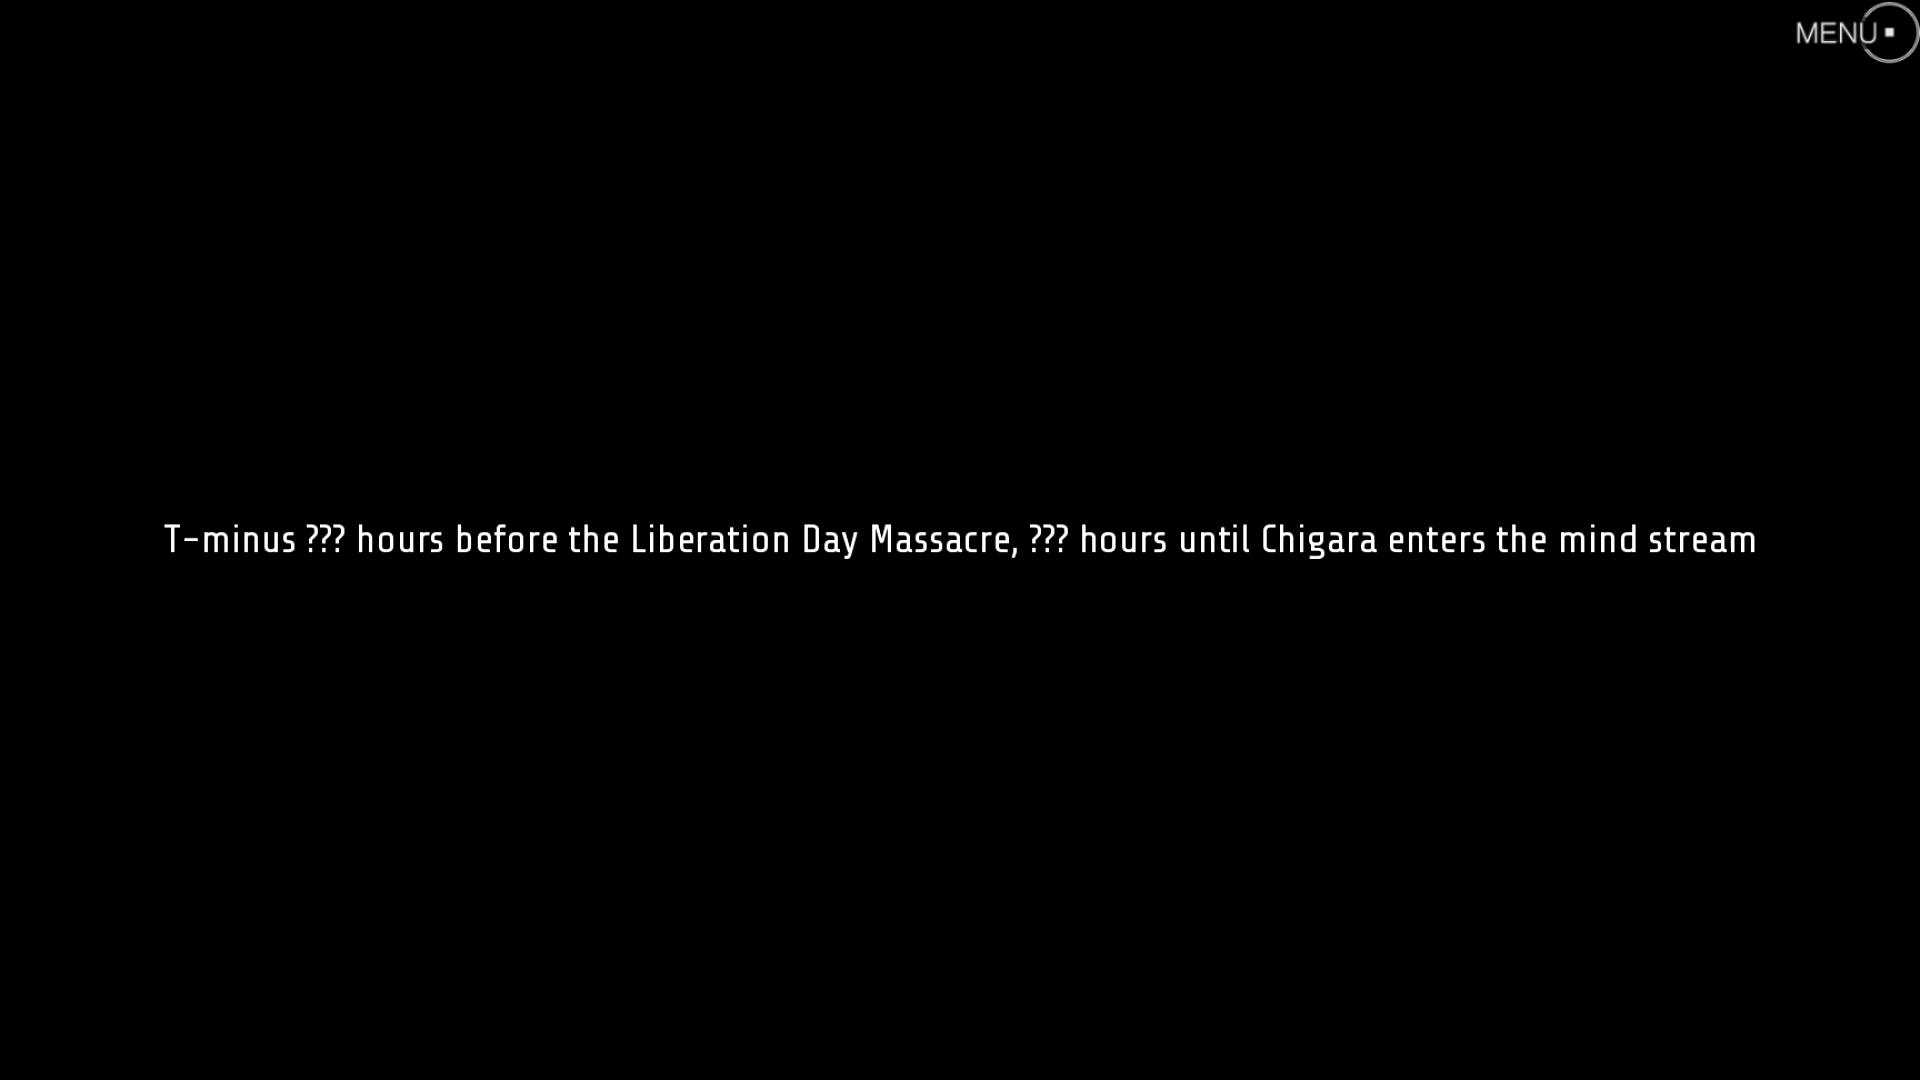 MENU
T-minus ??? hours before the Liberation Day Massacre, ??? hours until Chigara enters the mind stream